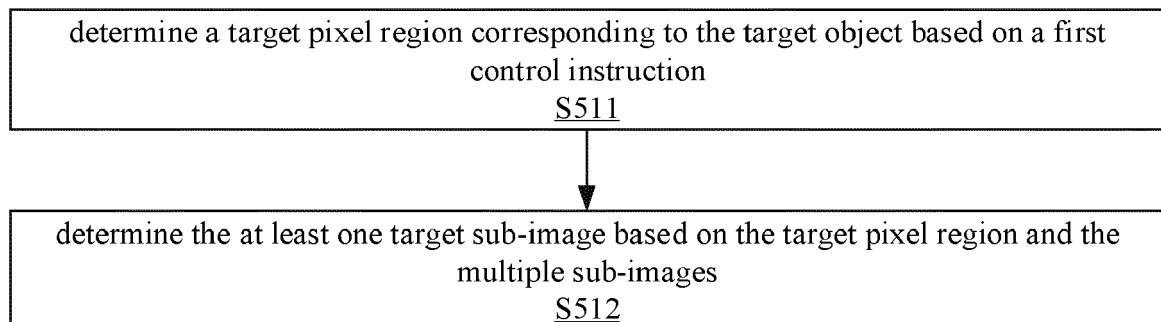 determine a target pixel region corresponding to the target object based on a first
control instruction
S511
determine the at least one target sub-image based on the target pixel region and the
multiple sub-images
S512